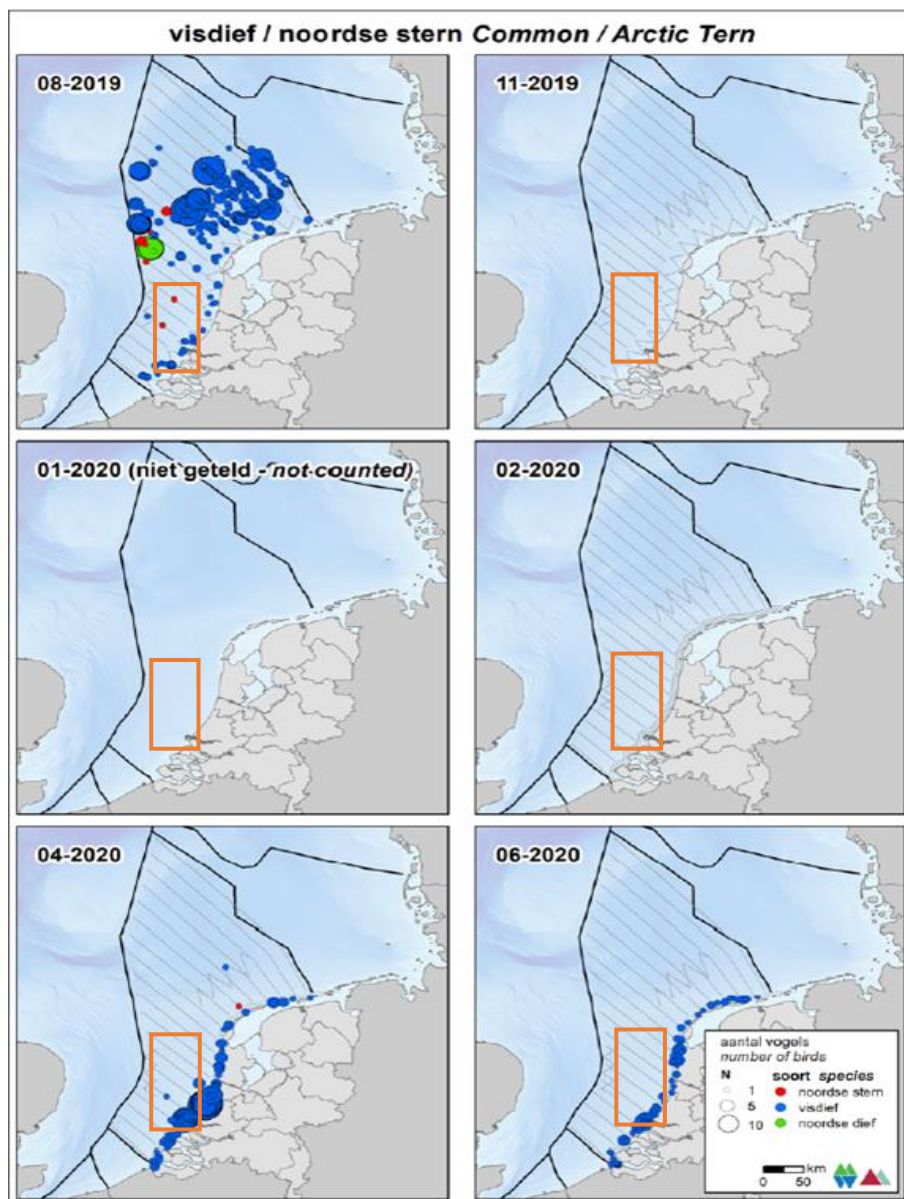 visdief / noordse stern Common / Arctic Tern
08-2019
11-2019
01-2020 (niet geteld - not counted)
02-2020
04-2020
06-2020
aantal vogels
number of birds
N soort species
1 noordse stern
5 visdief
10 noordse dief
km
0 50